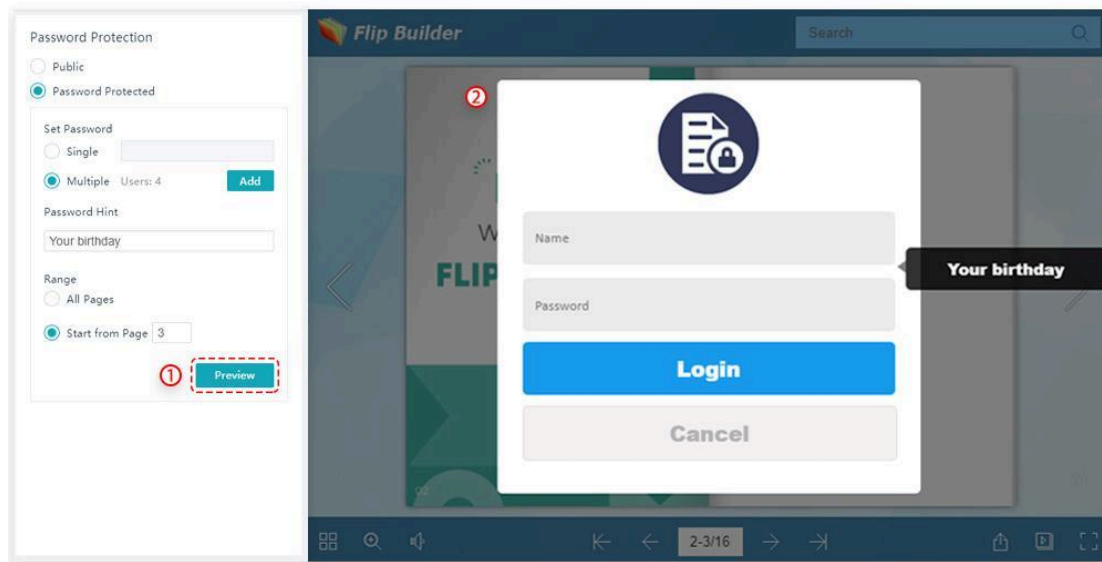 Password Protection
Public
Password Protected
Set Password
Single
Multiple Users: 4 Add
Password Hint
Your birthday
Range
All Pages
Start from Page 3
① Preview
Flip Builder
Search
②
W
FLIP
Name
Your birthday
Password
Login
Cancel
02
2-3/16